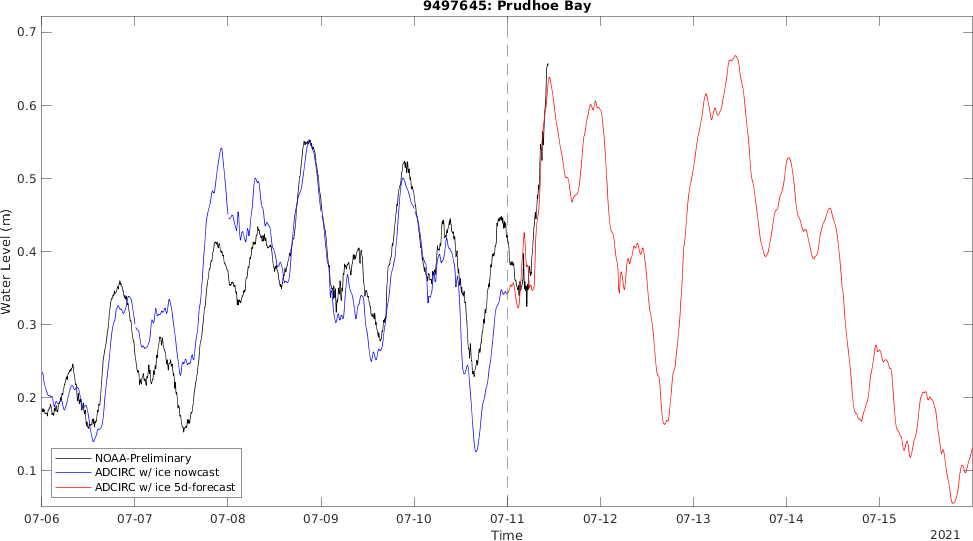 9497645: Prudhoe Bay
Water Level (m)
0.7
0.6
0.5
0.4
0.3
0.2
0.1
NOAA-Preliminary
ADCIRC w/ ice nowcast
ADCIRC w/ ice 5d-forecast
07-06 07-07 07-08 07-09 07-10 07-11 07-12 07-13 07-14 07-15
Time
2021